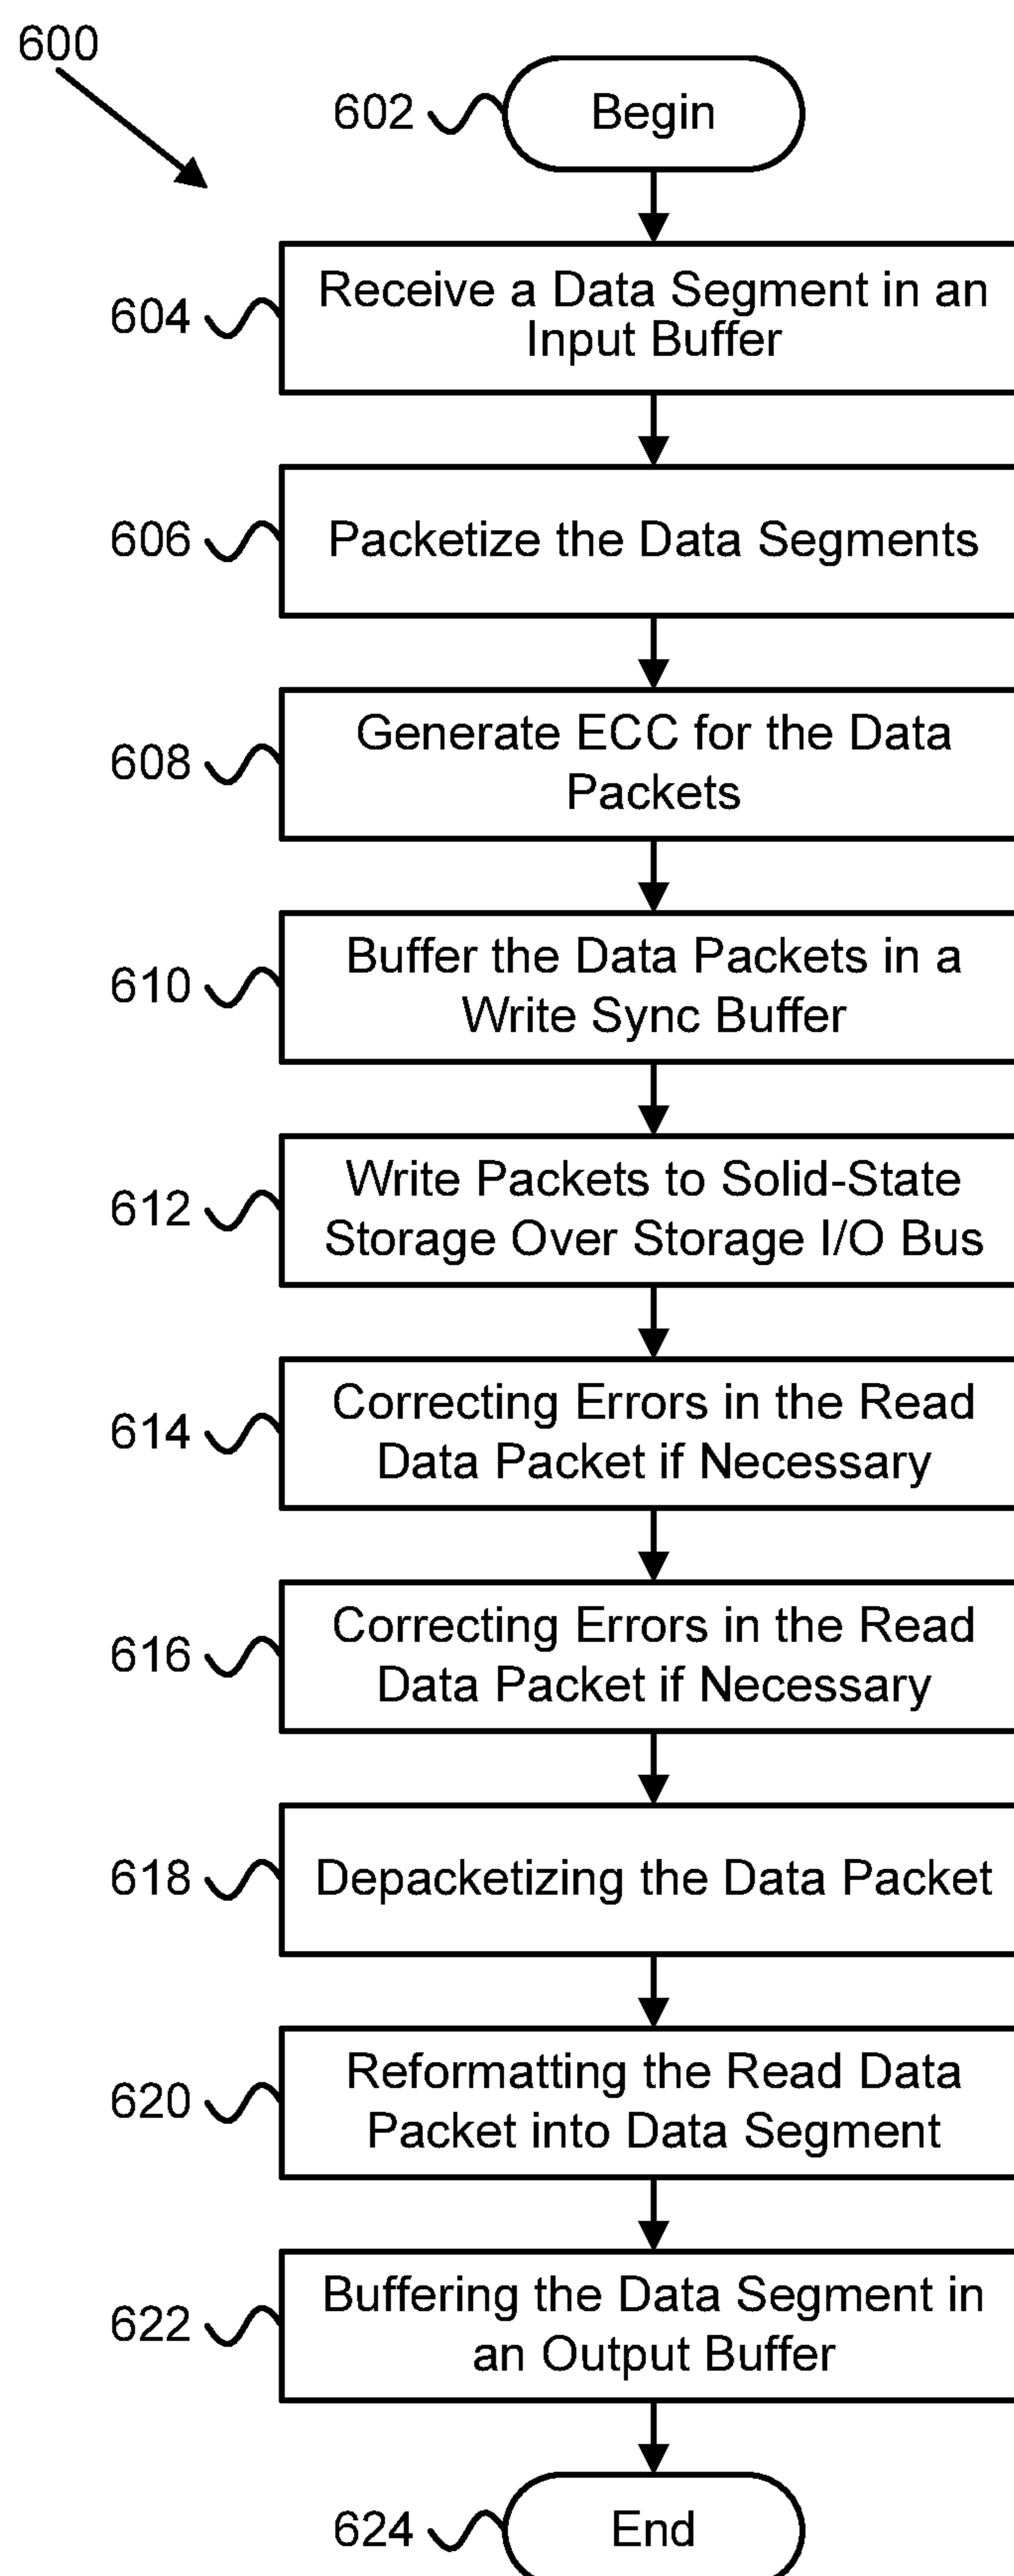 600
602
Begin
604
Receive a Data Segment in an
Input Buffer
606
Packetize the Data Segments
608
Generate ECC for the Data
Packets
610
Buffer the Data Packets in a
Write Sync Buffer
612
Write Packets to Solid-State
Storage Over Storage I/O Bus
614
Correcting Errors in the Read
Data Packet if Necessary
616
Correcting Errors in the Read
Data Packet if Necessary
618
Depacketizing the Data Packet
620
Reformatting the Read Data
Packet into Data Segment
622
Buffering the Data Segment in
an Output Buffer
624
End